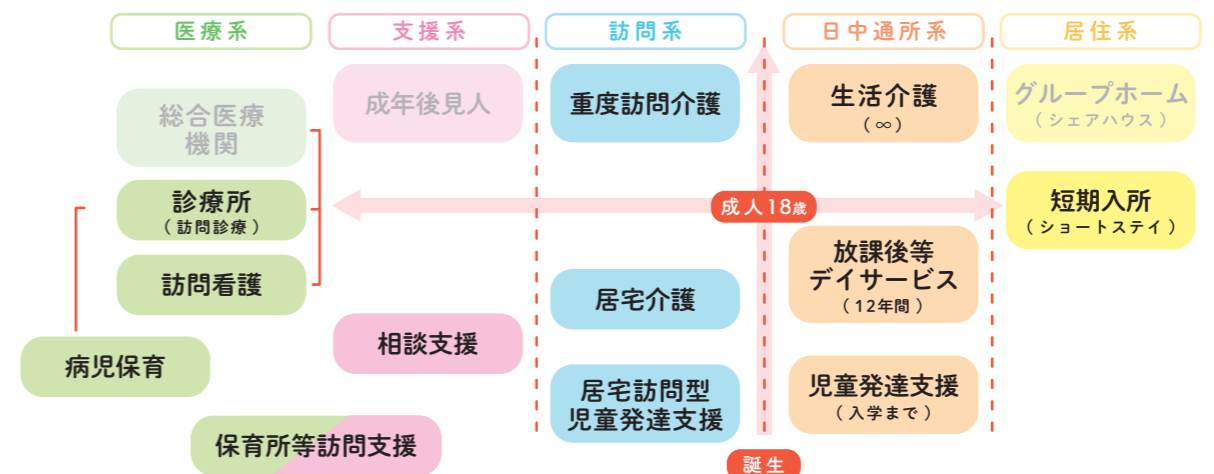 医療系
支援系
訪問系
日中通所系
居住系
総合医療
機関
成年後見人
重度訪問介護
生活介護
（∞）
グループホーム
（シェアハウス）
診療所
（訪問診療）
成人18歳
短期入所
（ショートステイ）
訪問看護
居宅介護
放課後等
デイサービス
（12年間）
病児保育
相談支援
居宅訪問型
児童発達支援
児童発達支援
（入学まで）
保育所等訪問支援
誕生